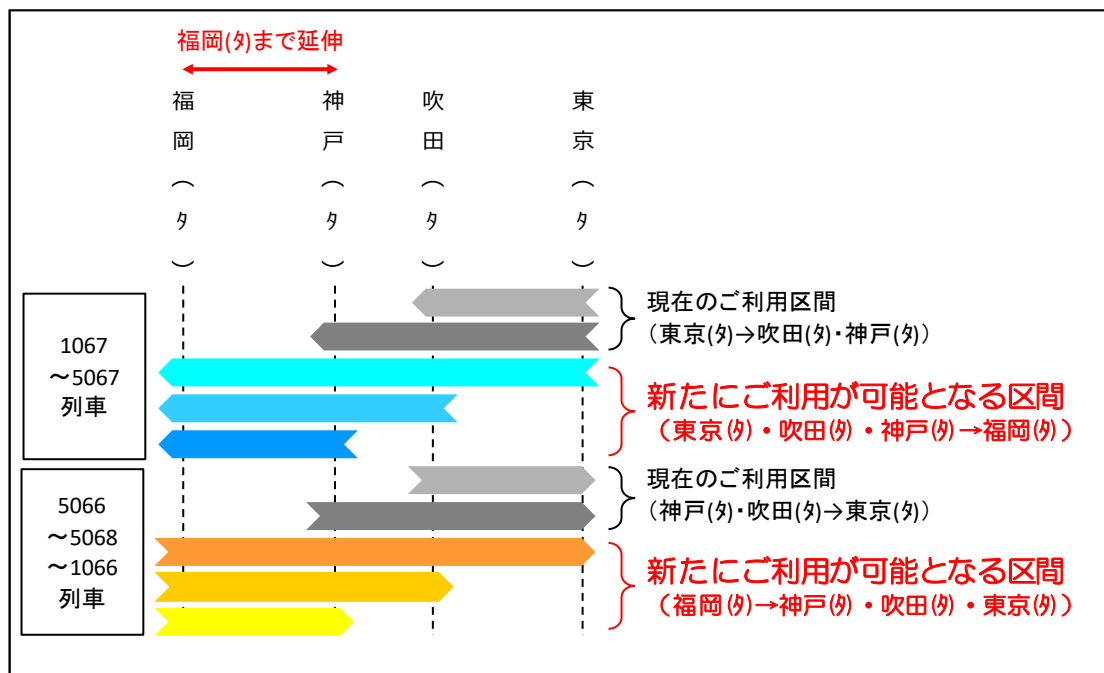 福岡(ﾀ)まで延伸
福岡(ﾀ)
神戸(ﾀ)
吹田(ﾀ)
東京(ﾀ)
1067
～5067
列車
現在のご利用区間
(東京(ﾀ)→吹田(ﾀ)･神戸(ﾀ))
新たにご利用が可能となる区間
(東京(ﾀ)・吹田(ﾀ)・神戸(ﾀ)→福岡(ﾀ))
5066
～5068
～1066
列車
現在のご利用区間
(神戸(ﾀ)･吹田(ﾀ)→東京(ﾀ))
新たにご利用が可能となる区間
(福岡(ﾀ)→神戸(ﾀ)・吹田(ﾀ)・東京(ﾀ))